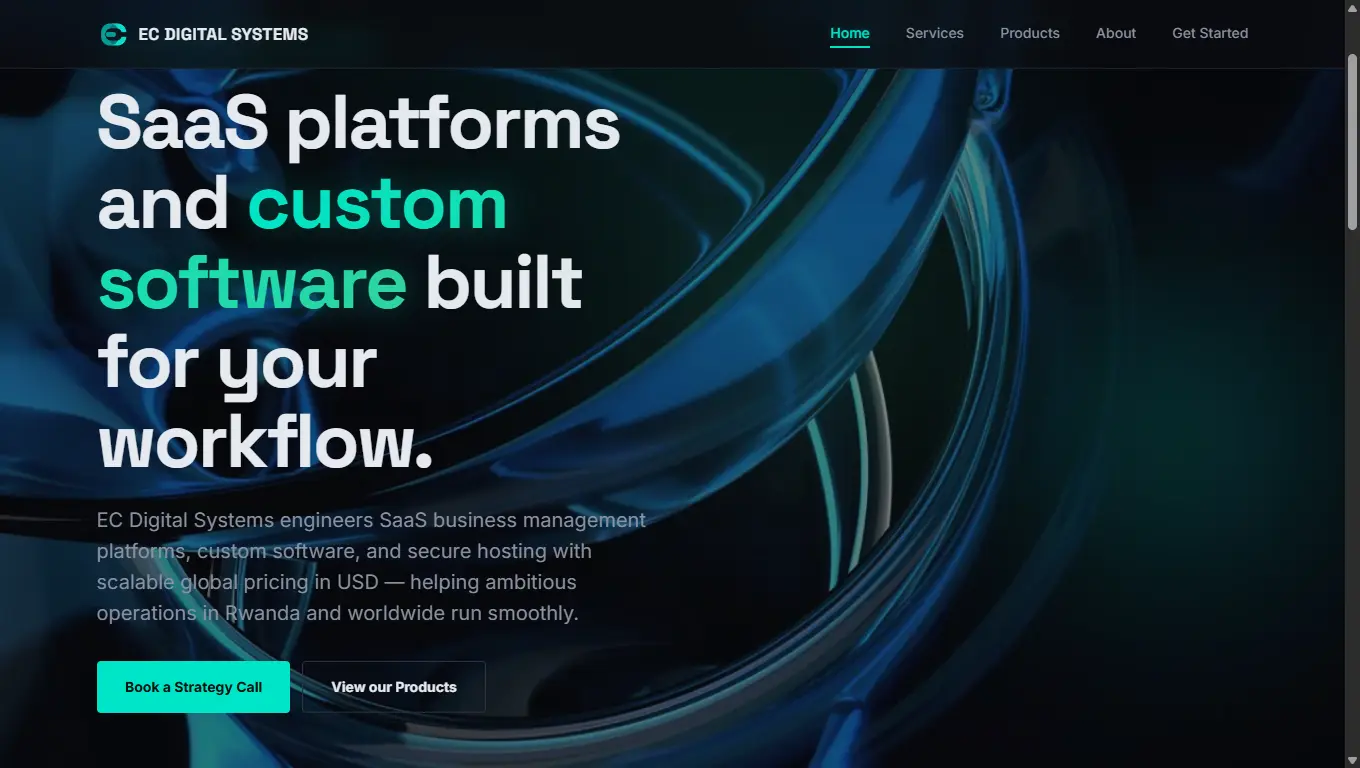 EC DIGITAL SYSTEMS
Home Services Products About Get Started
SaaS platforms
and custom
software built
for your
workflow.
EC Digital Systems engineers SaaS business management
platforms, custom software, and secure hosting with
scalable global pricing in USD — helping ambitious
operations in Rwanda and worldwide run smoothly.
Book a Strategy Call View our Products